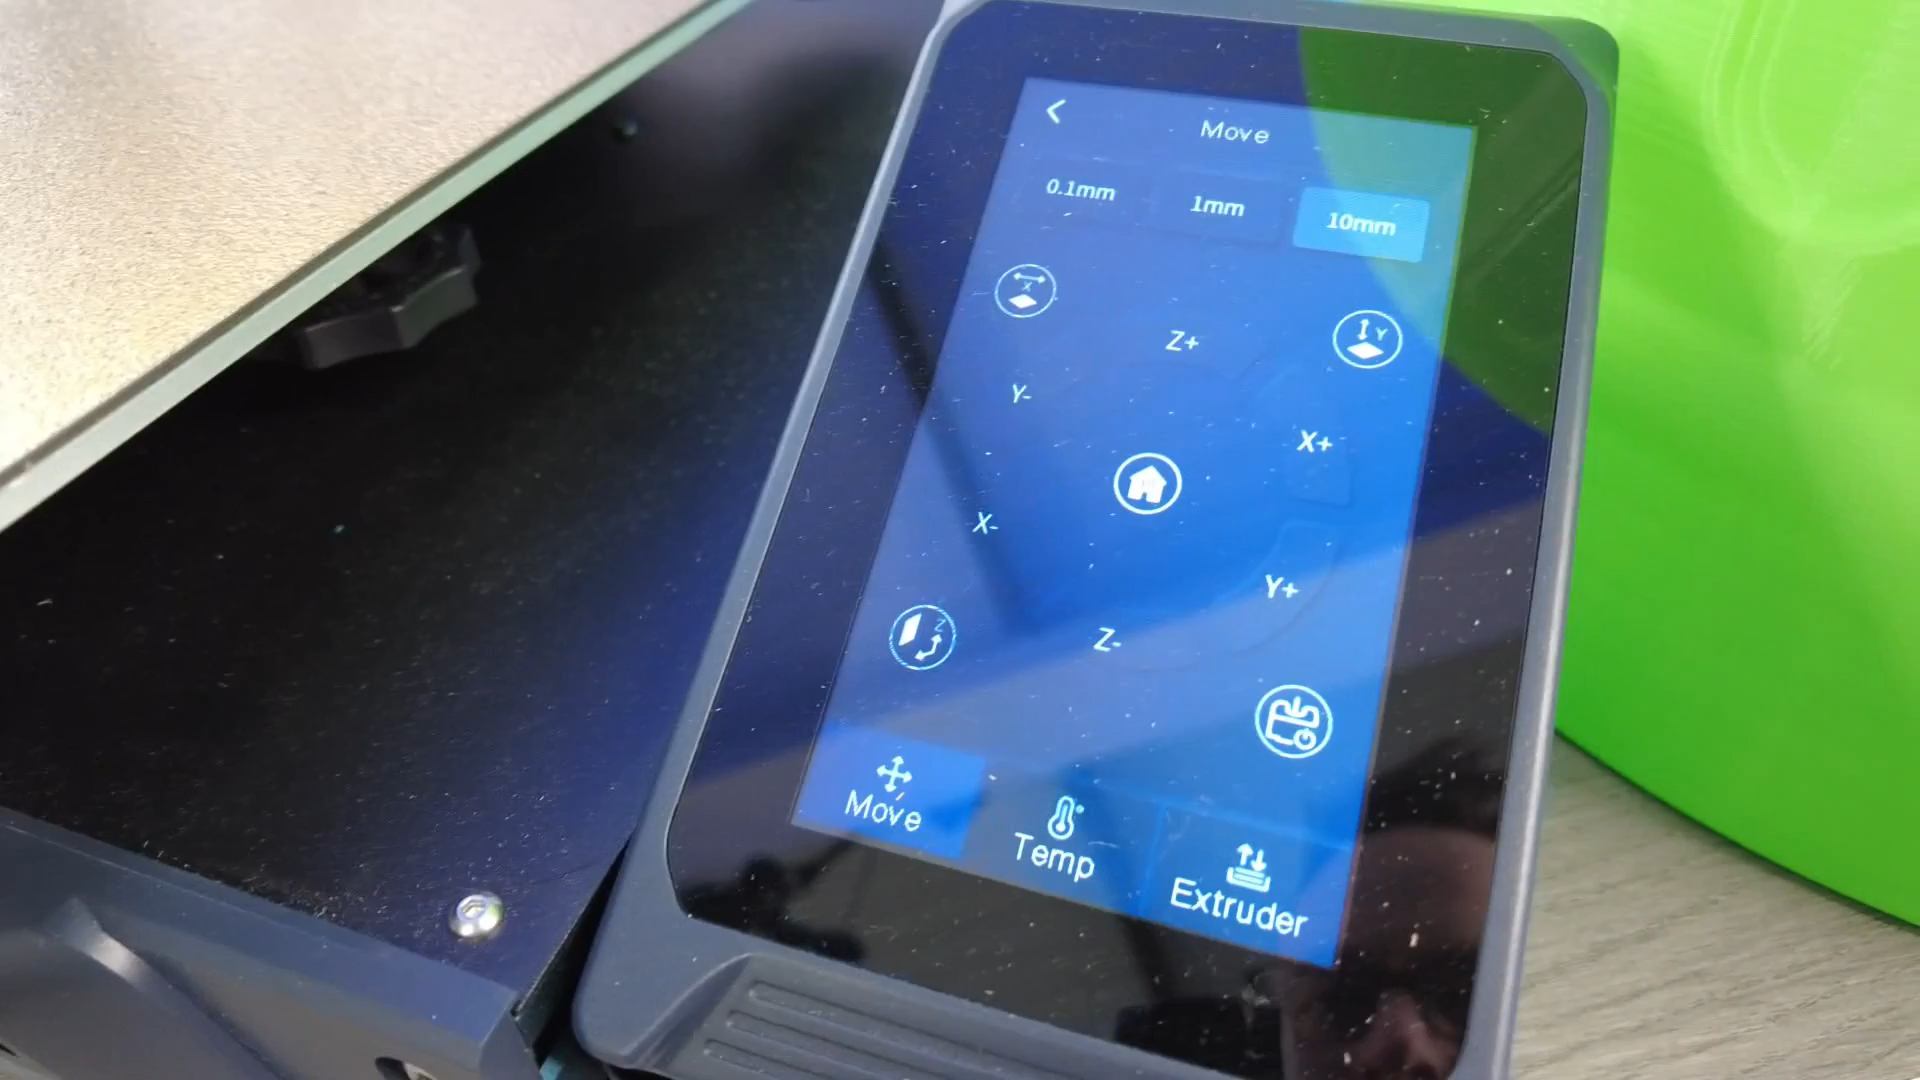 Move
0.1mm 1mm 10mm
X
Y
Z+
Y-
X+
X-
Y+
Z
Z-
Move
Temp
Extruder